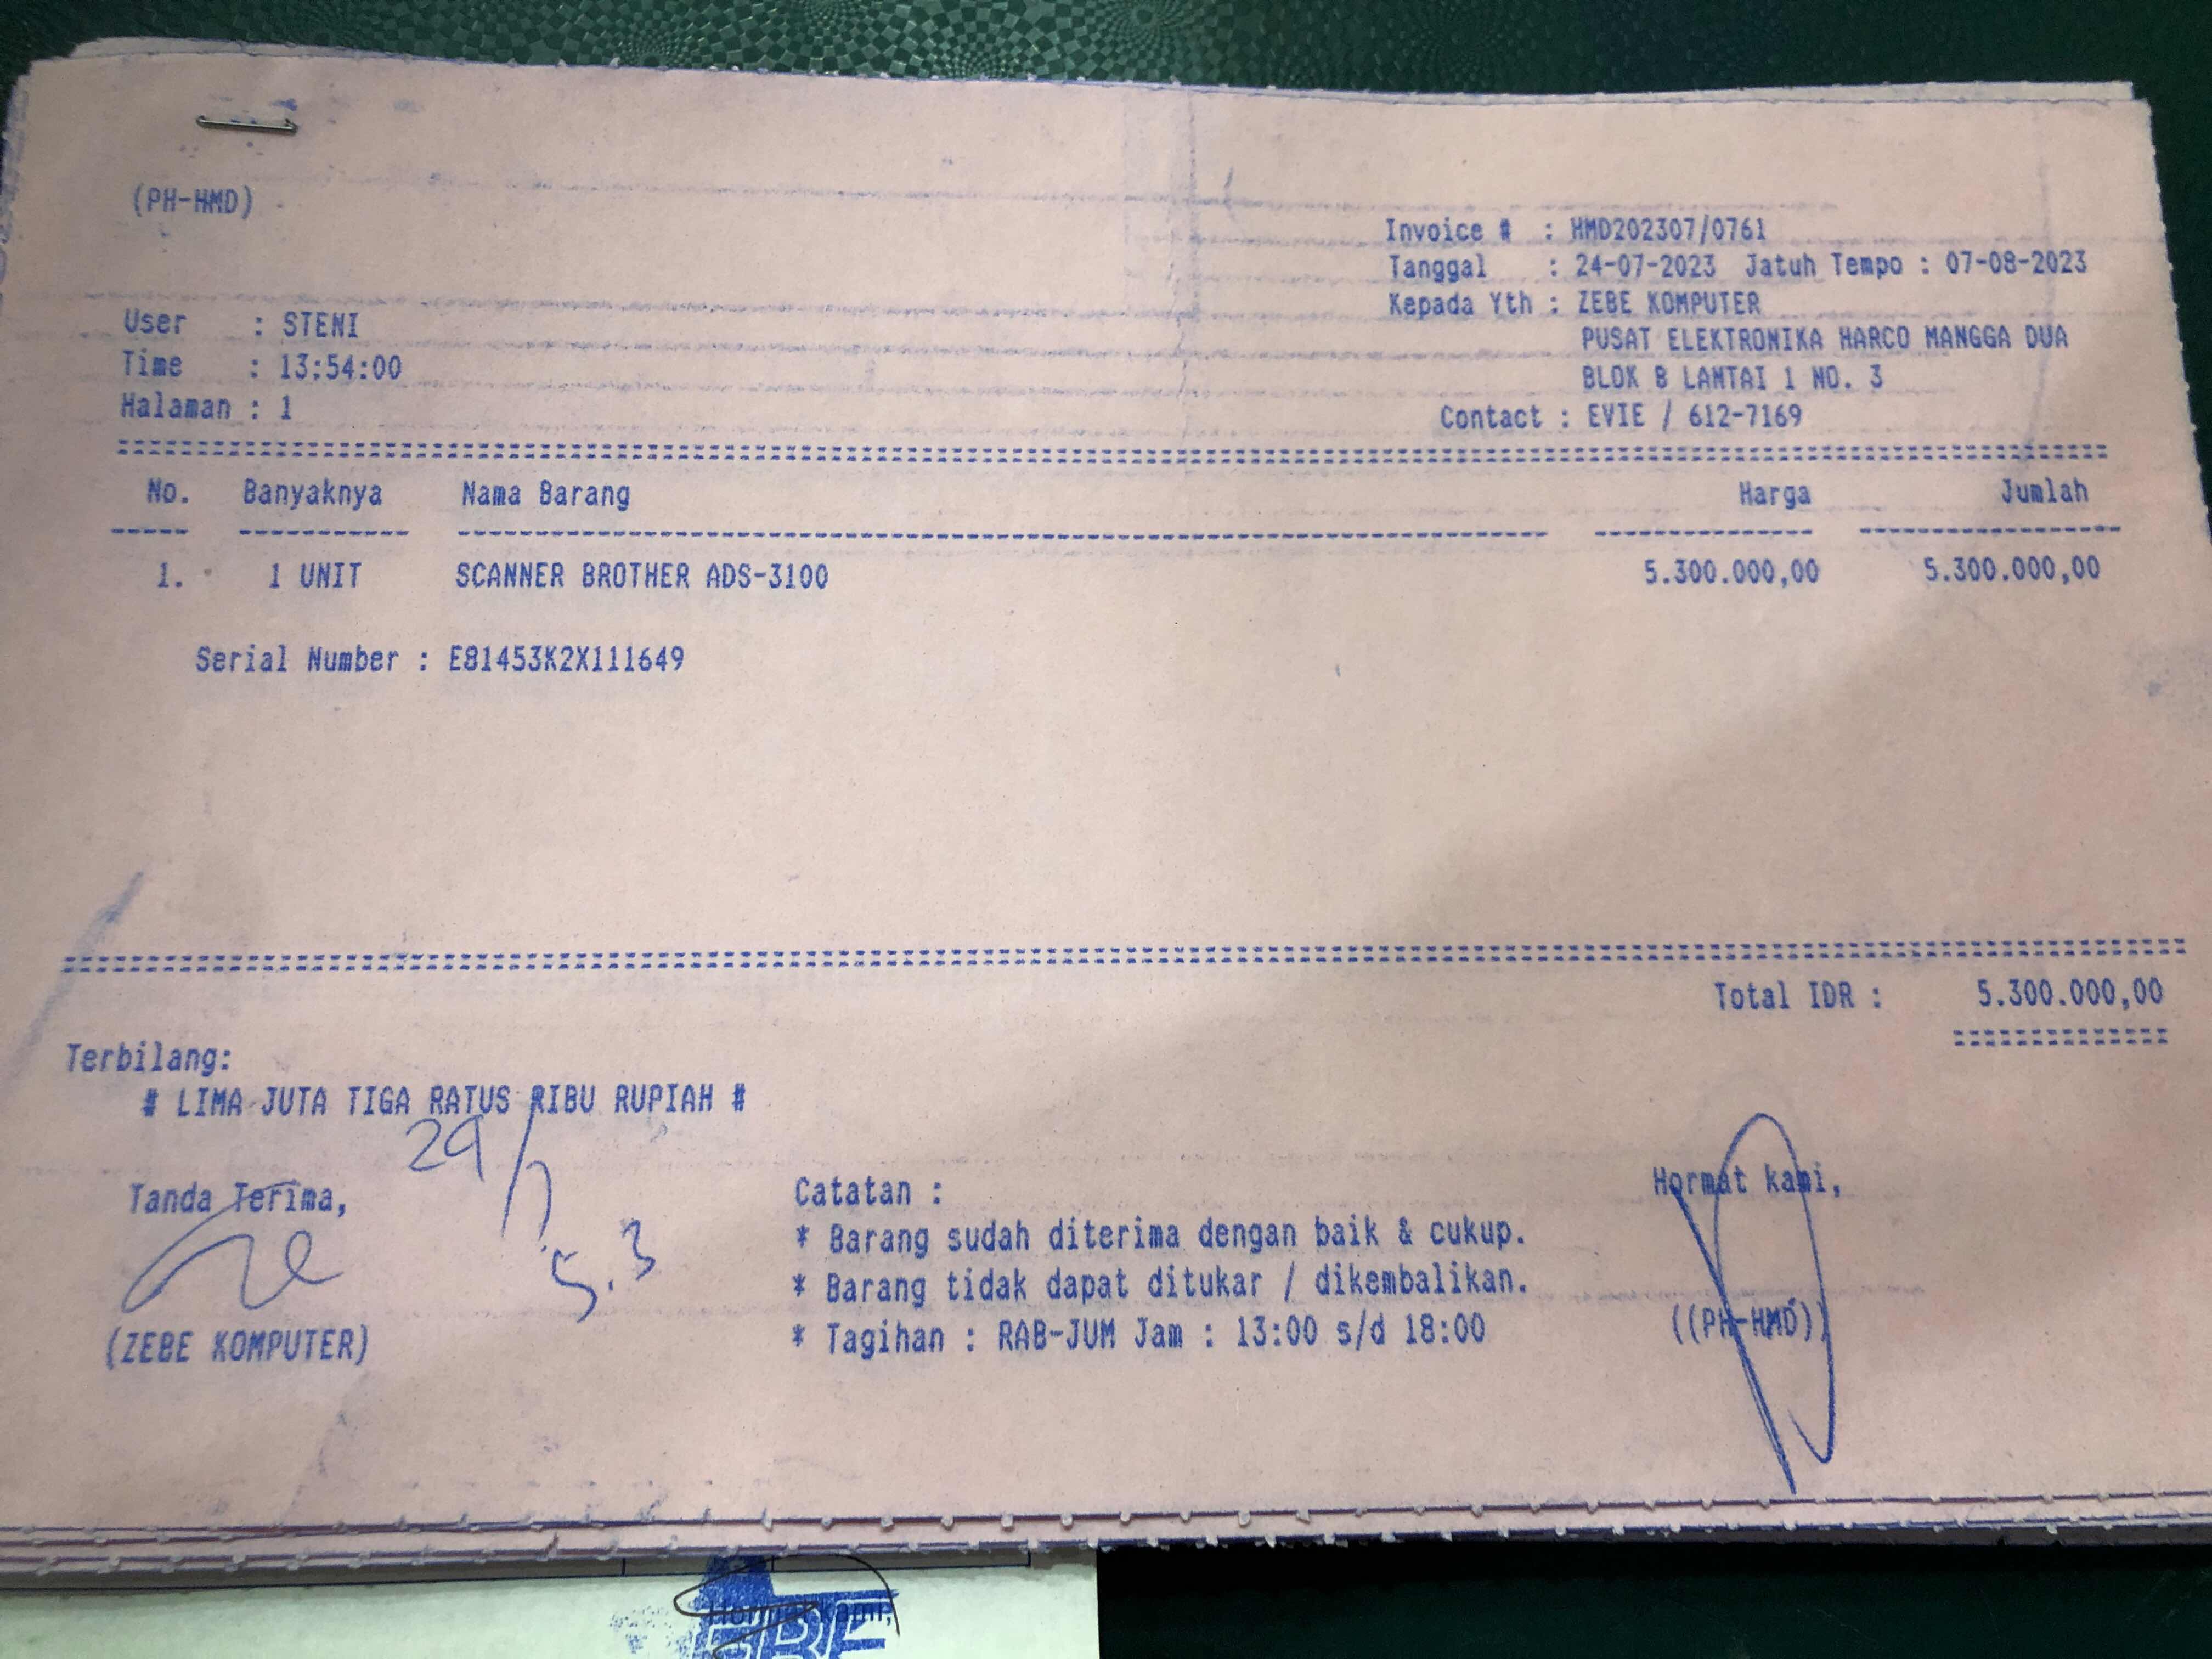 (PH-HMD)
Invoice # : HMD202307/0761
Tanggal : 24-07-2023 Jatuh Tempo : 07-08-2023
Kepada Yth : ZEBE KOMPUTER
PUSAT ELEKTRONIKA HARCO MANGGA DUA
BLOK B LANTAI 1 NO. 3
Contact : EVIE / 612-7169
User : STENI
Time : 13:54:00
Halaman : 1
No. Banyaknya Nama Barang Harga Jumlah
1. 1 UNIT SCANNER BROTHER ADS-3100 5.300.000,00 5.300.000,00
Serial Number : E81453K2X111649
Total IDR : 5.300.000,00
Terbilang:
# LIMA JUTA TIGA RATUS RIBU RUPIAH #
29/7
5.3
Tanda Terima,
(ZEBE KOMPUTER)
Catatan :
* Barang sudah diterima dengan baik & cukup.
* Barang tidak dapat ditukar / dikembalikan.
* Tagihan : RAB-JUM Jam : 13:00 s/d 18:00
Hormat kami,
((PH-HMD))
Hormat kami,